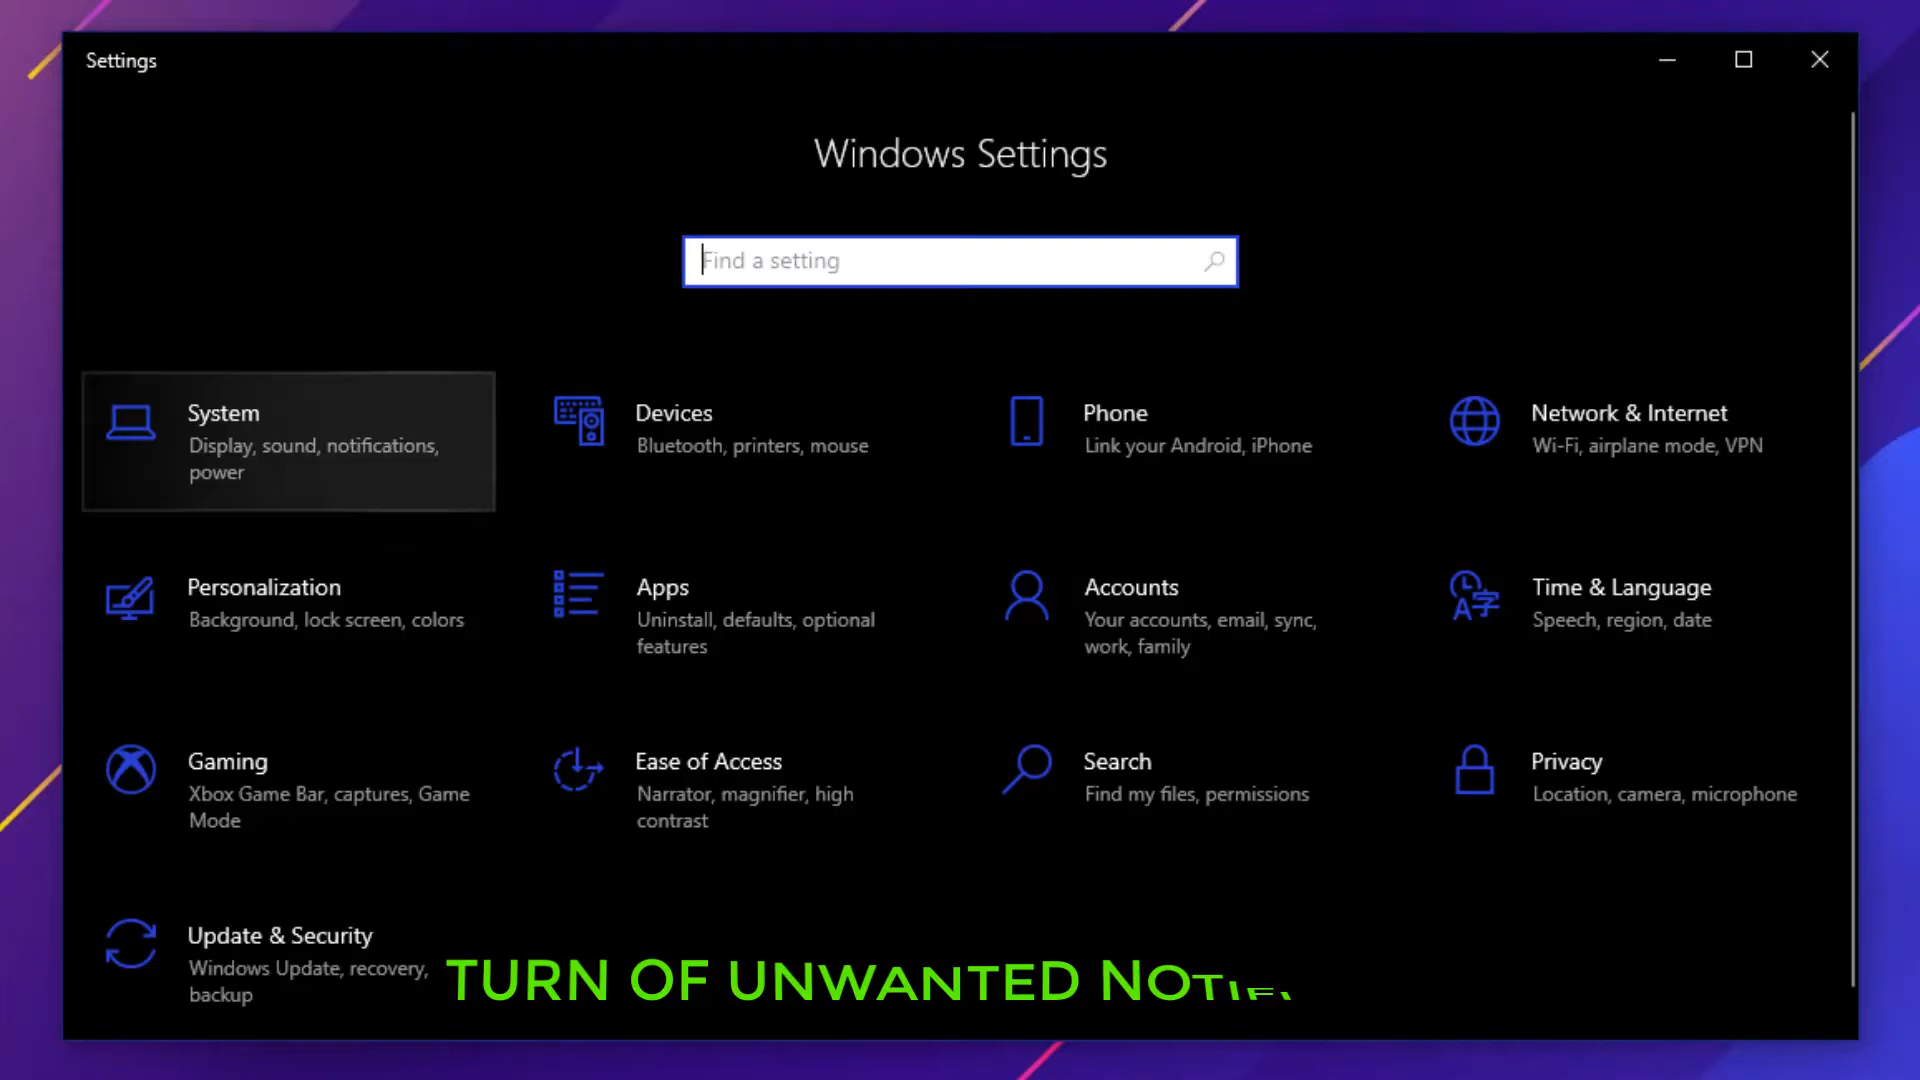 Settings
Windows Settings
Find a setting
System
Display, sound, notifications,
power
Devices
Bluetooth, printers, mouse
Phone
Link your Android, iPhone
Network & Internet
Wi-Fi, airplane mode, VPN
Personalization
Background, lock screen, colors
Apps
Uninstall, defaults, optional
features
Accounts
Your accounts, email, sync,
work, family
Time & Language
Speech, region, date
Gaming
Xbox Game Bar, captures, Game
Mode
Ease of Access
Narrator, magnifier, high
contrast
Search
Find my files, permissions
Privacy
Location, camera, microphone
Update & Security
Windows Update, recovery,
backup
TURN OF UNWANTED